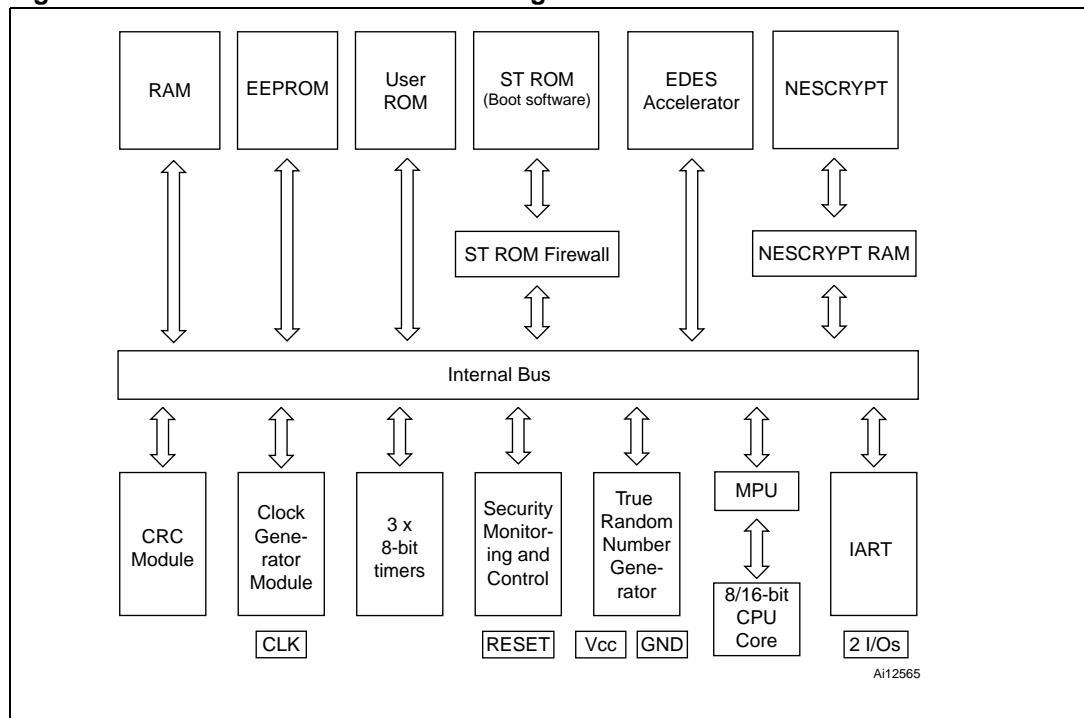 RAM
EEPROM
User
ROM
ST ROM
(Boot software)
EDES
Accelerator
NESCRYPT
ST ROM Firewall
NESCRYPT RAM
Internal Bus
CRC
Module
Clock
Gene-
rator
Module
3 x
8-bit
timers
Security
Monitor-
ing and
Control
True
Random
Number
Gene-
rator
MPU
8/16-bit
CPU
Core
IART
CLK
RESET
Vcc
GND
2 I/Os
Ai12565